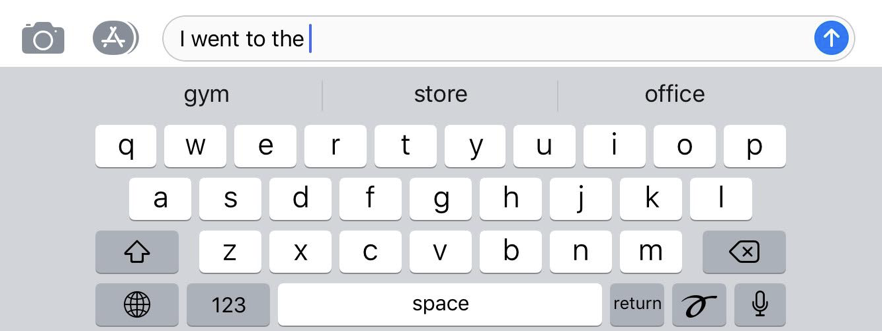 I went to the
gym store office
q w e r t y u i o p
a s d f g h j k l
z x c v b n m
123 space return